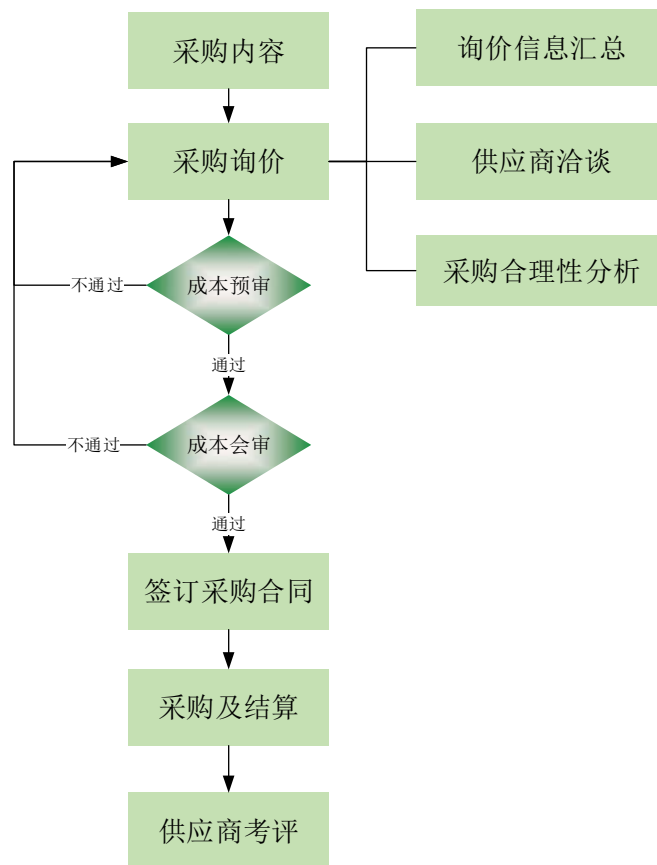 采购内容
询价信息汇总
采购询价
供应商洽谈
采购合理性分析
不通过
成本预审
通过
不通过
成本会审
通过
签订采购合同
采购及结算
供应商考评